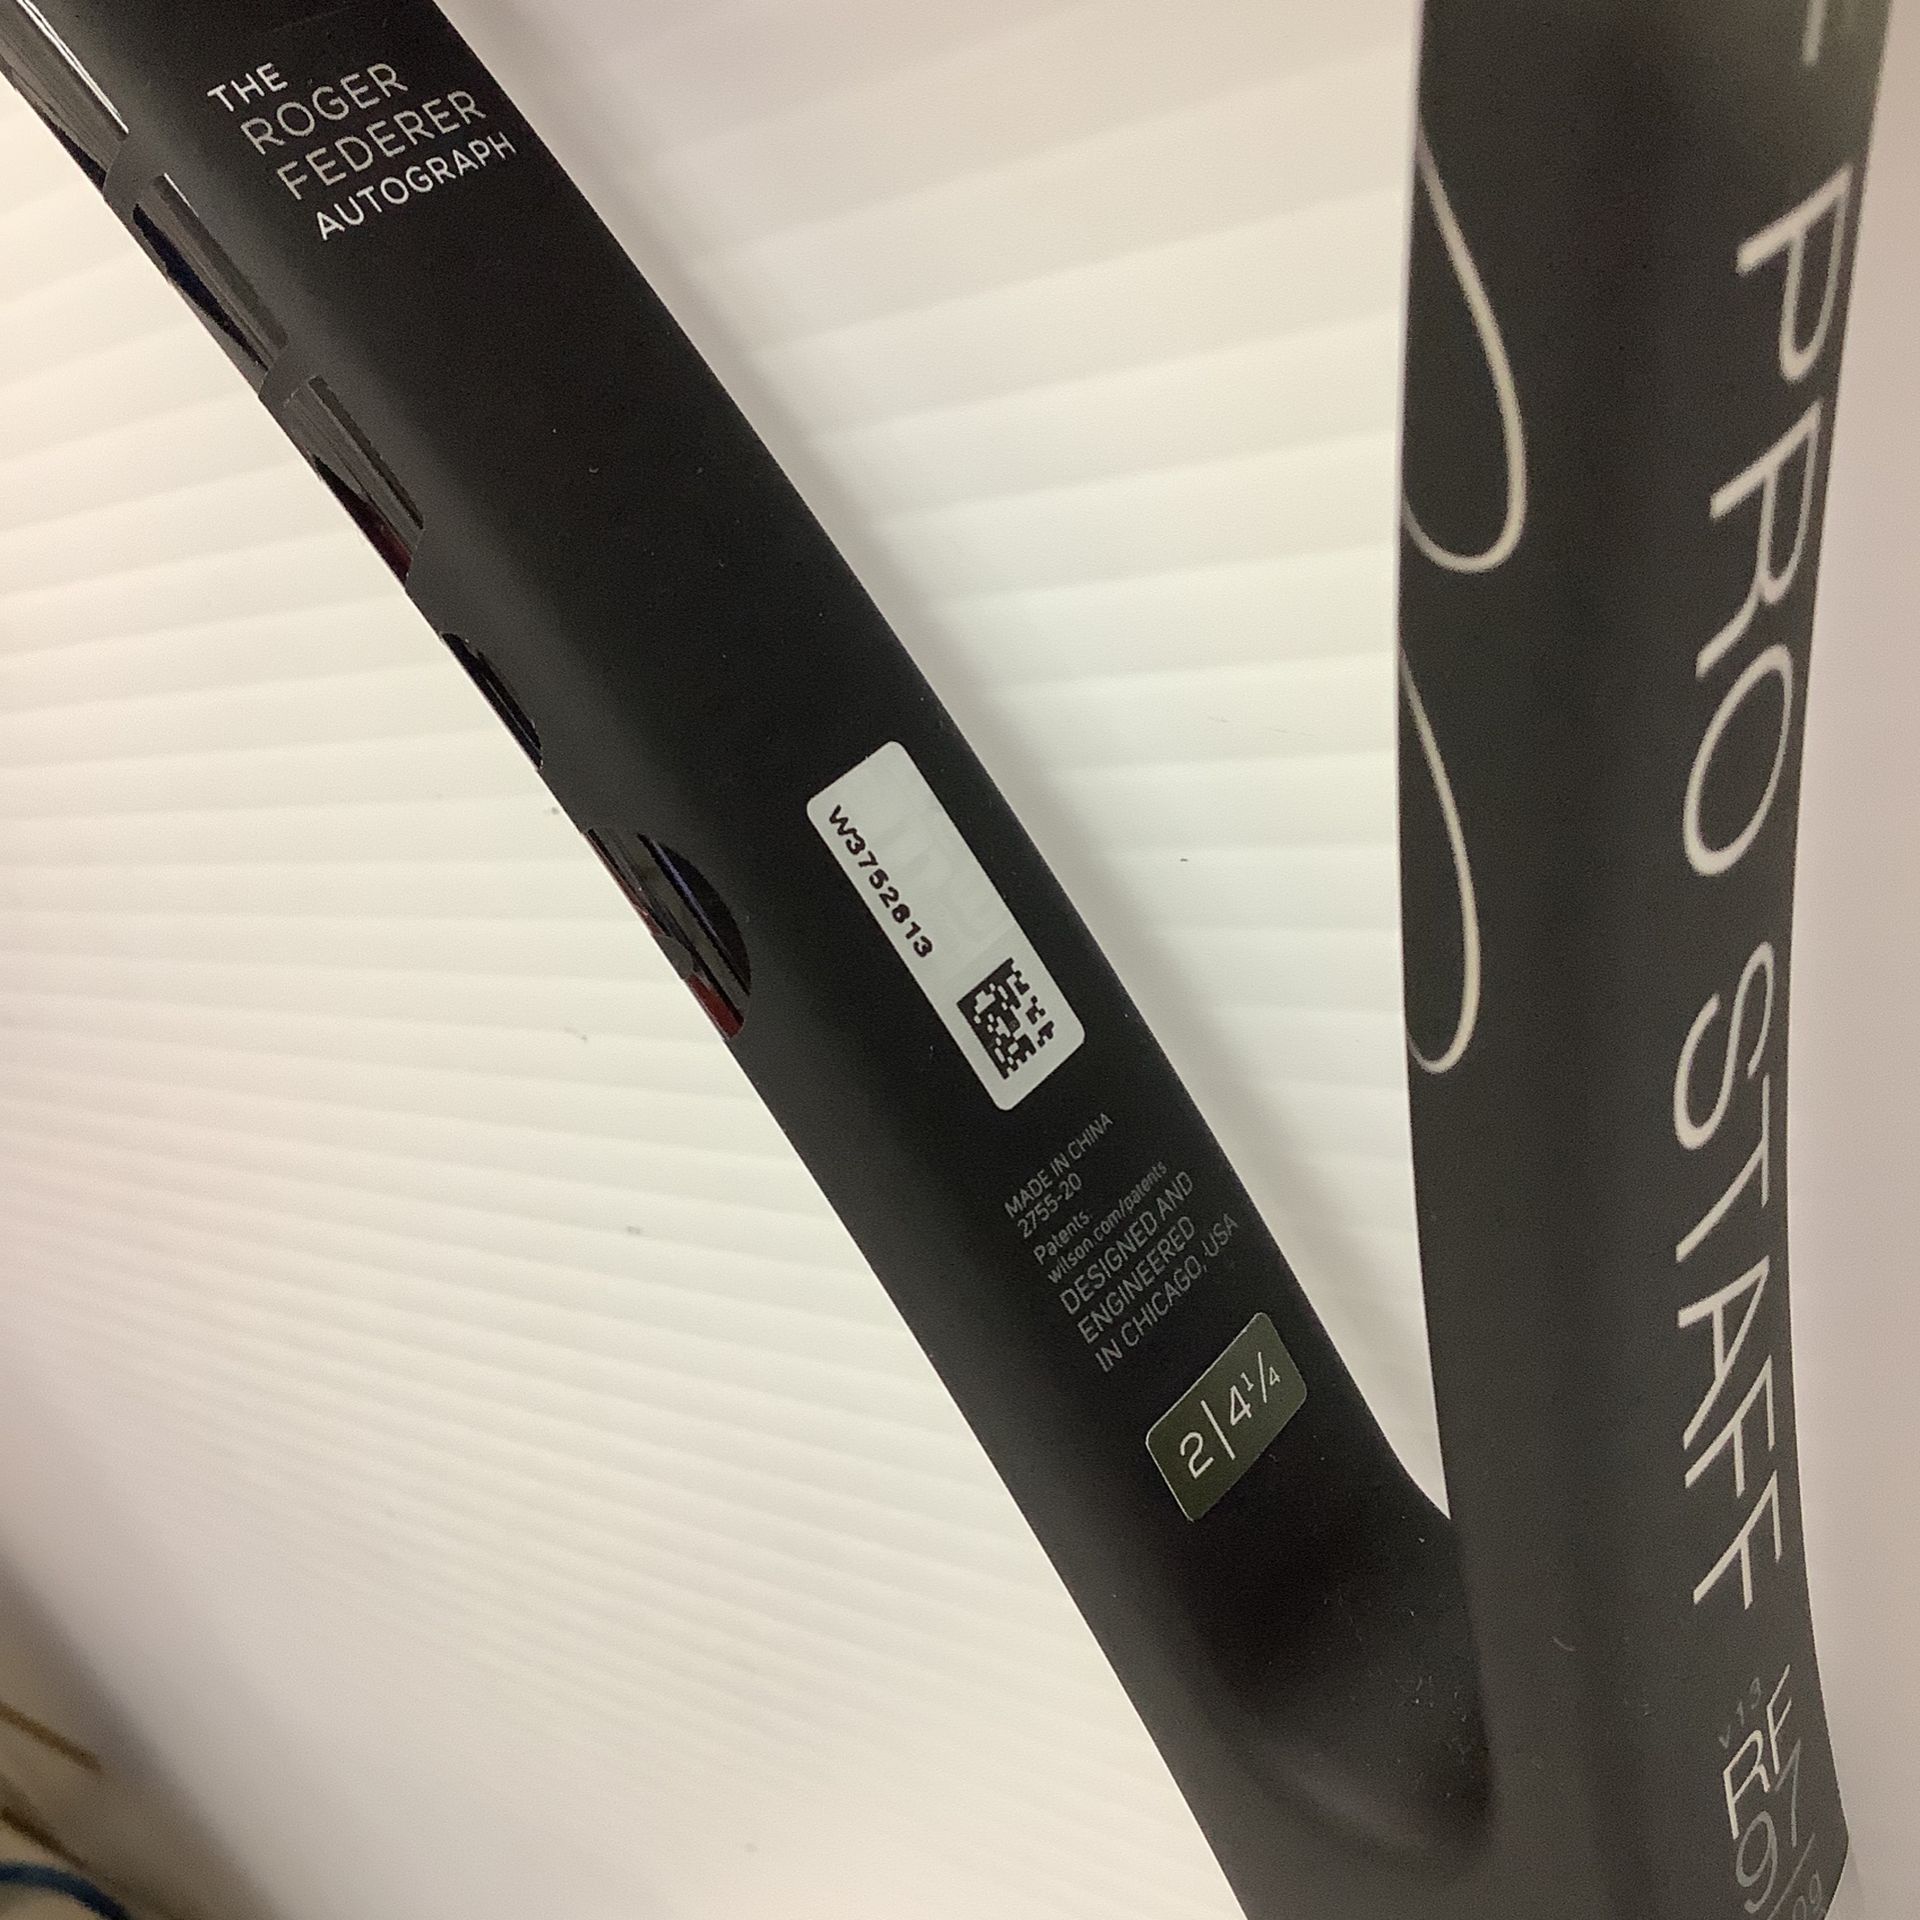 THE
ROGER
FEDERER
AUTOGRAPH
W3752813
MADE IN CHINA
2755-20
Patents:
wilson.com/patents
DESIGNED AND
ENGINEERED
IN CHICAGO, USA
2|4¹/₄
PRO STAFF
v13
RF
97/